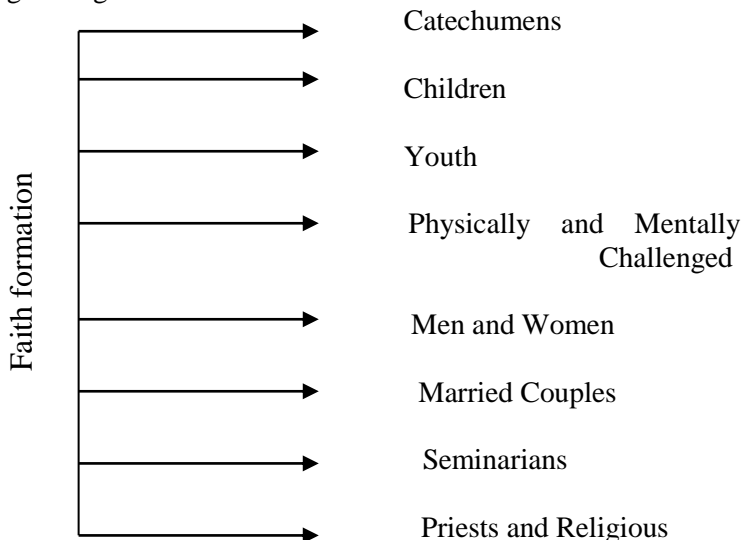 Catechumens
Children
Youth
Physically and Mentally
Challenged
Faith formation
Men and Women
Married Couples
Seminarians
Priests and Religious